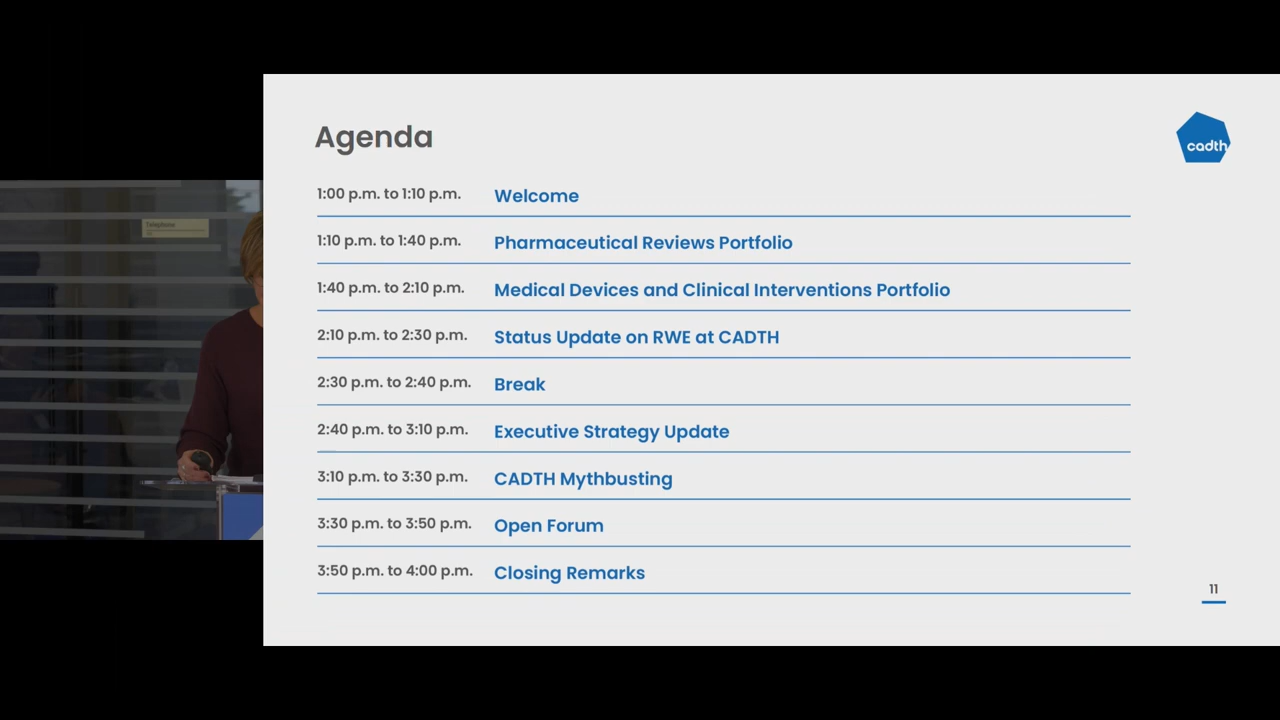 Agenda
cadth
1:00 p.m. to 1:10 p.m. Welcome
1:10 p.m. to 1:40 p.m. Pharmaceutical Reviews Portfolio
1:40 p.m. to 2:10 p.m. Medical Devices and Clinical Interventions Portfolio
2:10 p.m. to 2:30 p.m. Status Update on RWE at CADTH
2:30 p.m. to 2:40 p.m. Break
2:40 p.m. to 3:10 p.m. Executive Strategy Update
3:10 p.m. to 3:30 p.m. CADTH Mythbusting
3:30 p.m. to 3:50 p.m. Open Forum
3:50 p.m. to 4:00 p.m. Closing Remarks
11
Telephone